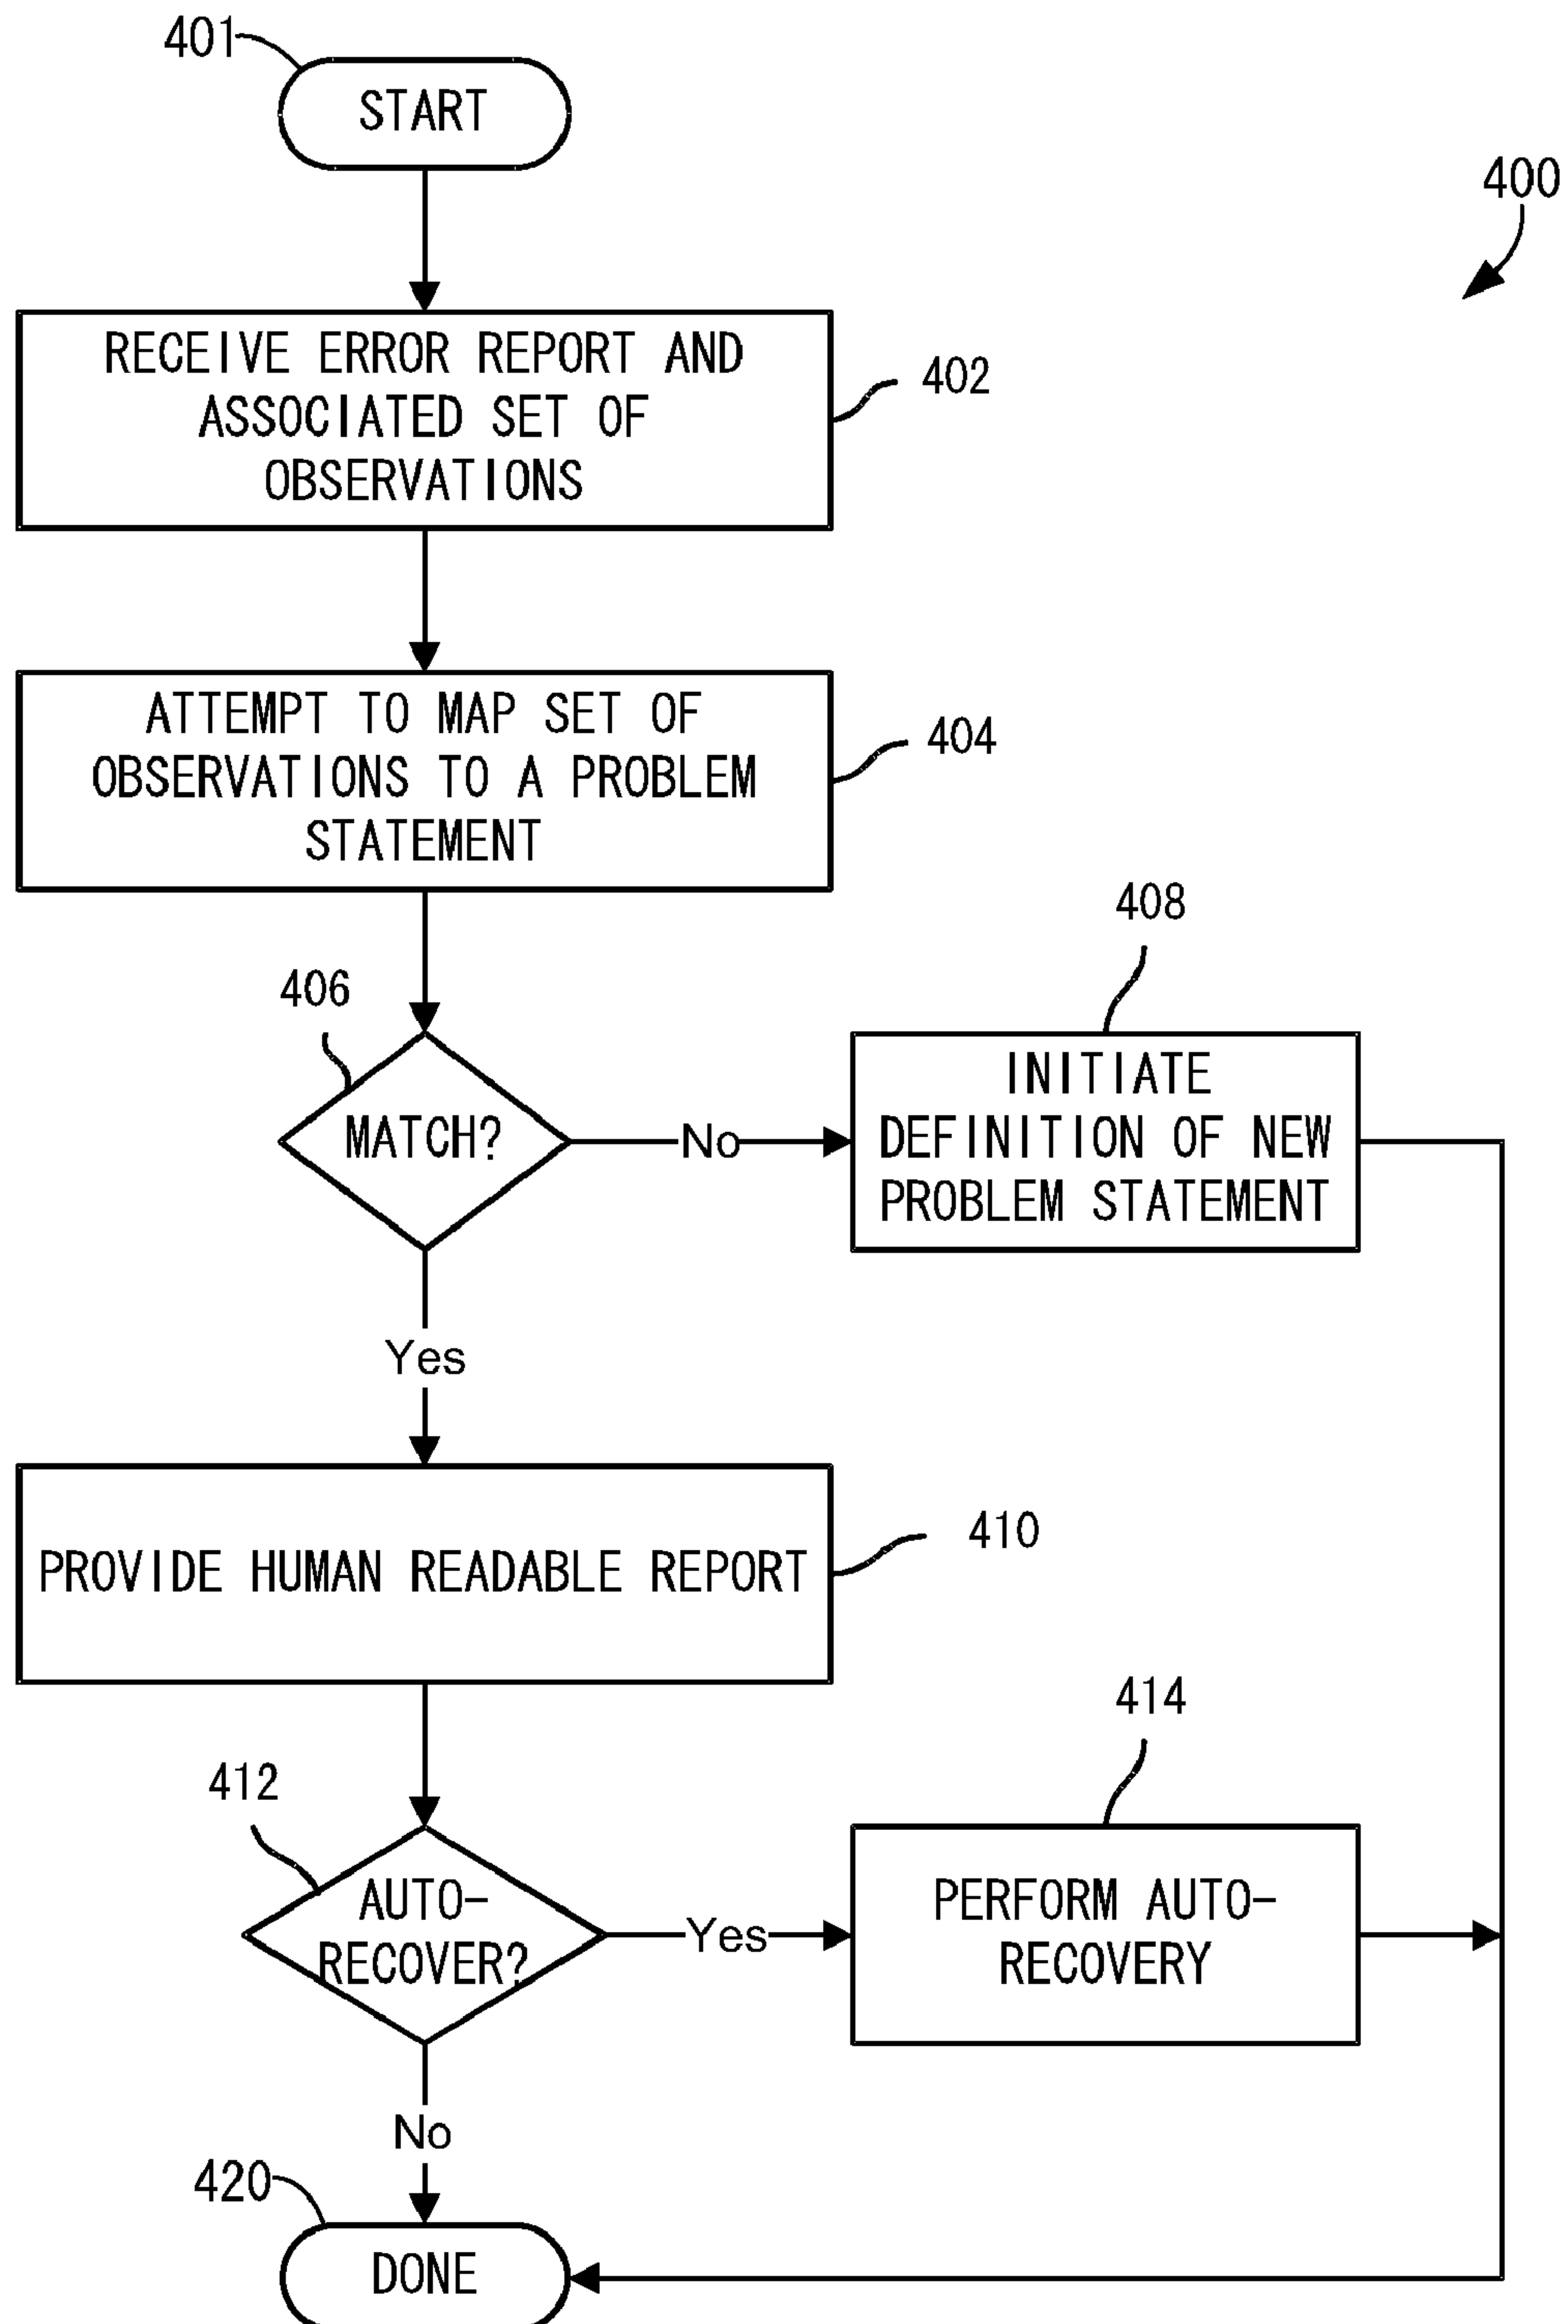 401
START
400
RECEIVE ERROR REPORT AND
ASSOCIATED SET OF
OBSERVATIONS
402
ATTEMPT TO MAP SET OF
OBSERVATIONS TO A PROBLEM
STATEMENT
404
406
MATCH?
No
408
INITIATE
DEFINITION OF NEW
PROBLEM STATEMENT
Yes
PROVIDE HUMAN READABLE REPORT
410
412
AUTO-
RECOVER?
Yes
414
PERFORM AUTO-
RECOVERY
No
420
DONE